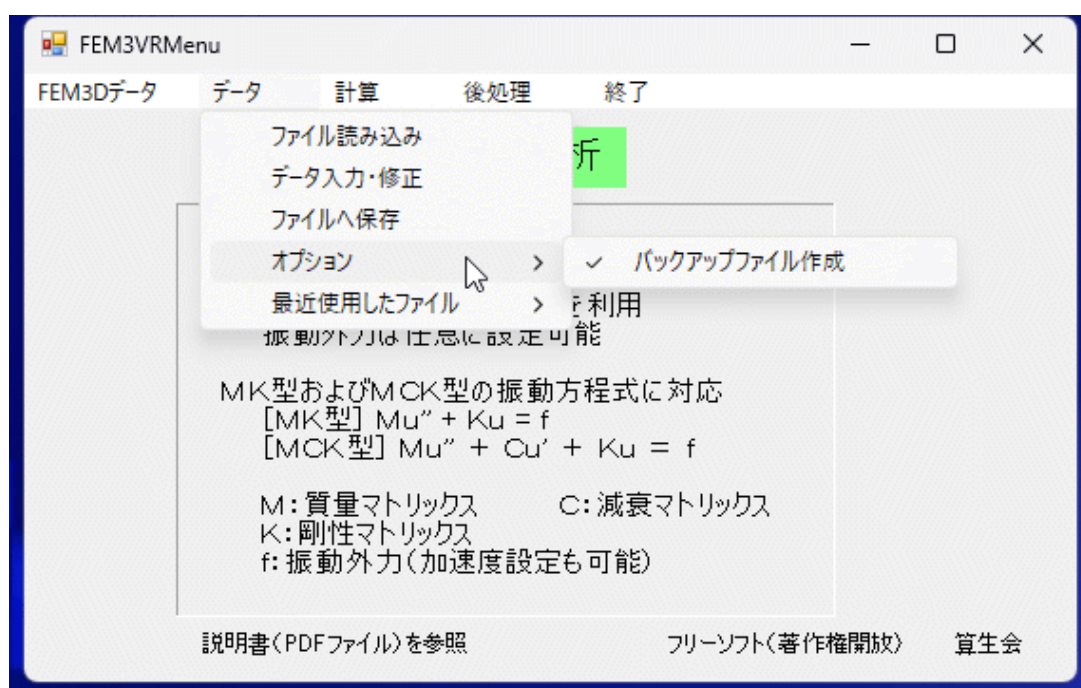 FEM3VRMenu
FEM3Dデータ データ 計算 後処理 終了
ファイル読み込み
析
データ入力・修正
ファイルへ保存
オプション
バックアップファイル作成
最近使用したファイル
利用
振動外力は任意に設定可能
MK型およびMCK型の振動方程式に対応
[MK型] Mu″ + Ku = f
[MCK型] Mu″ + Cu′ + Ku = f
M:質量マトリックス C:減衰マトリックス
K:剛性マトリックス
f:振動外力(加速度設定も可能)
説明書(PDFファイル)を参照 フリーソフト(著作権開放) 算生会